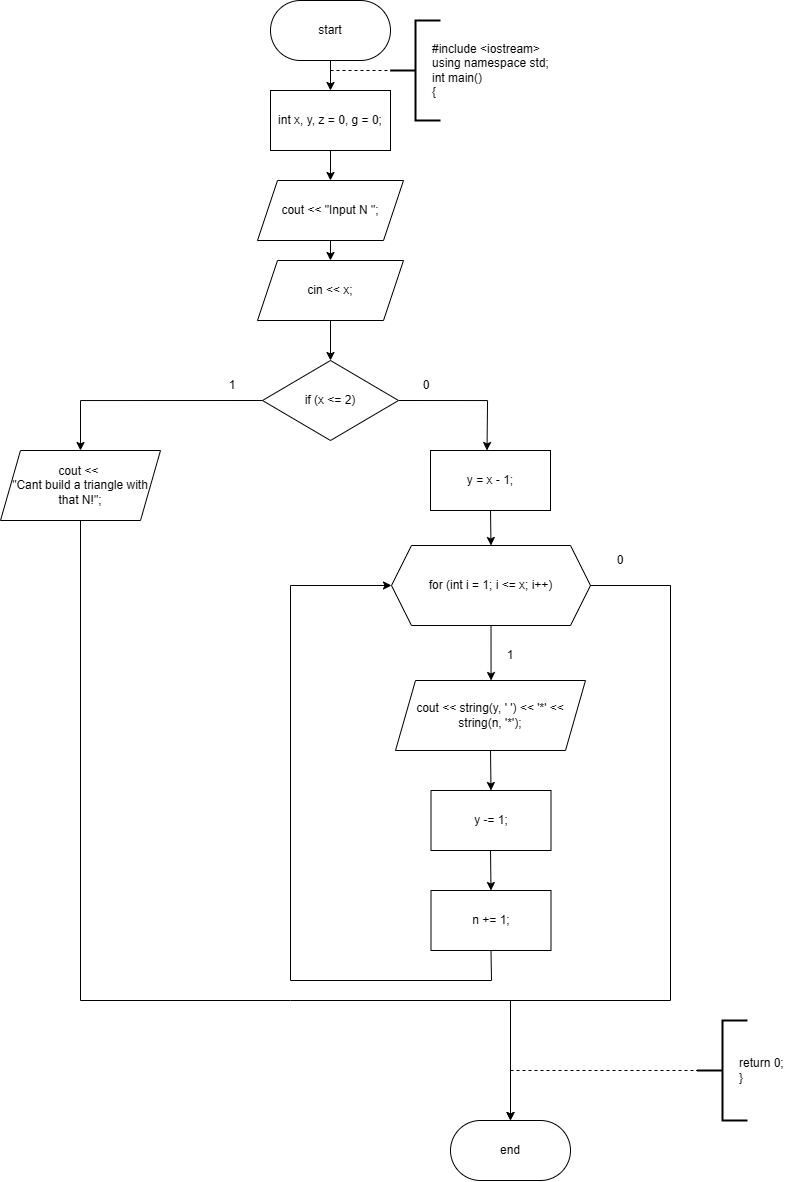 start
#include <iostream>
using namespace std;
int main()
{
int x, y, z = 0, g = 0;
cout << "Input N ";
cin << x;
1
0
if (x <= 2)
cout <<
"Cant build a triangle with
that N!";
y = x - 1;
0
for (int i = 1; i <= x; i++)
1
cout << string(y, ' ') << '*' <<
string(n, '*');
y -= 1;
n += 1;
return 0;
}
end